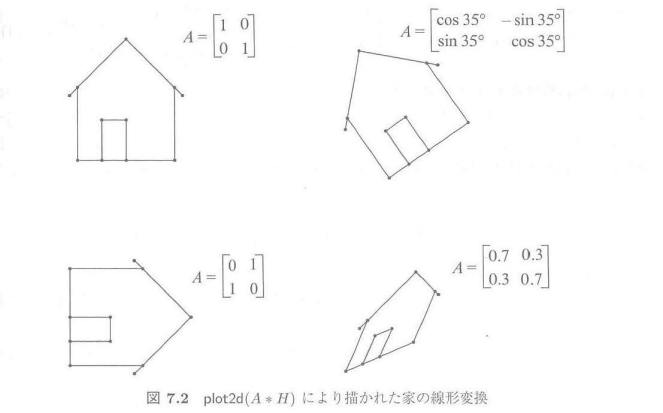 A = [1 0
0 1]
A = [cos 35° −sin 35°
sin 35° cos 35°]
A = [0 1
1 0]
A = [0.7 0.3
0.3 0.7]
図 7.2 plot2d(A * H) により描かれた家の線形変換